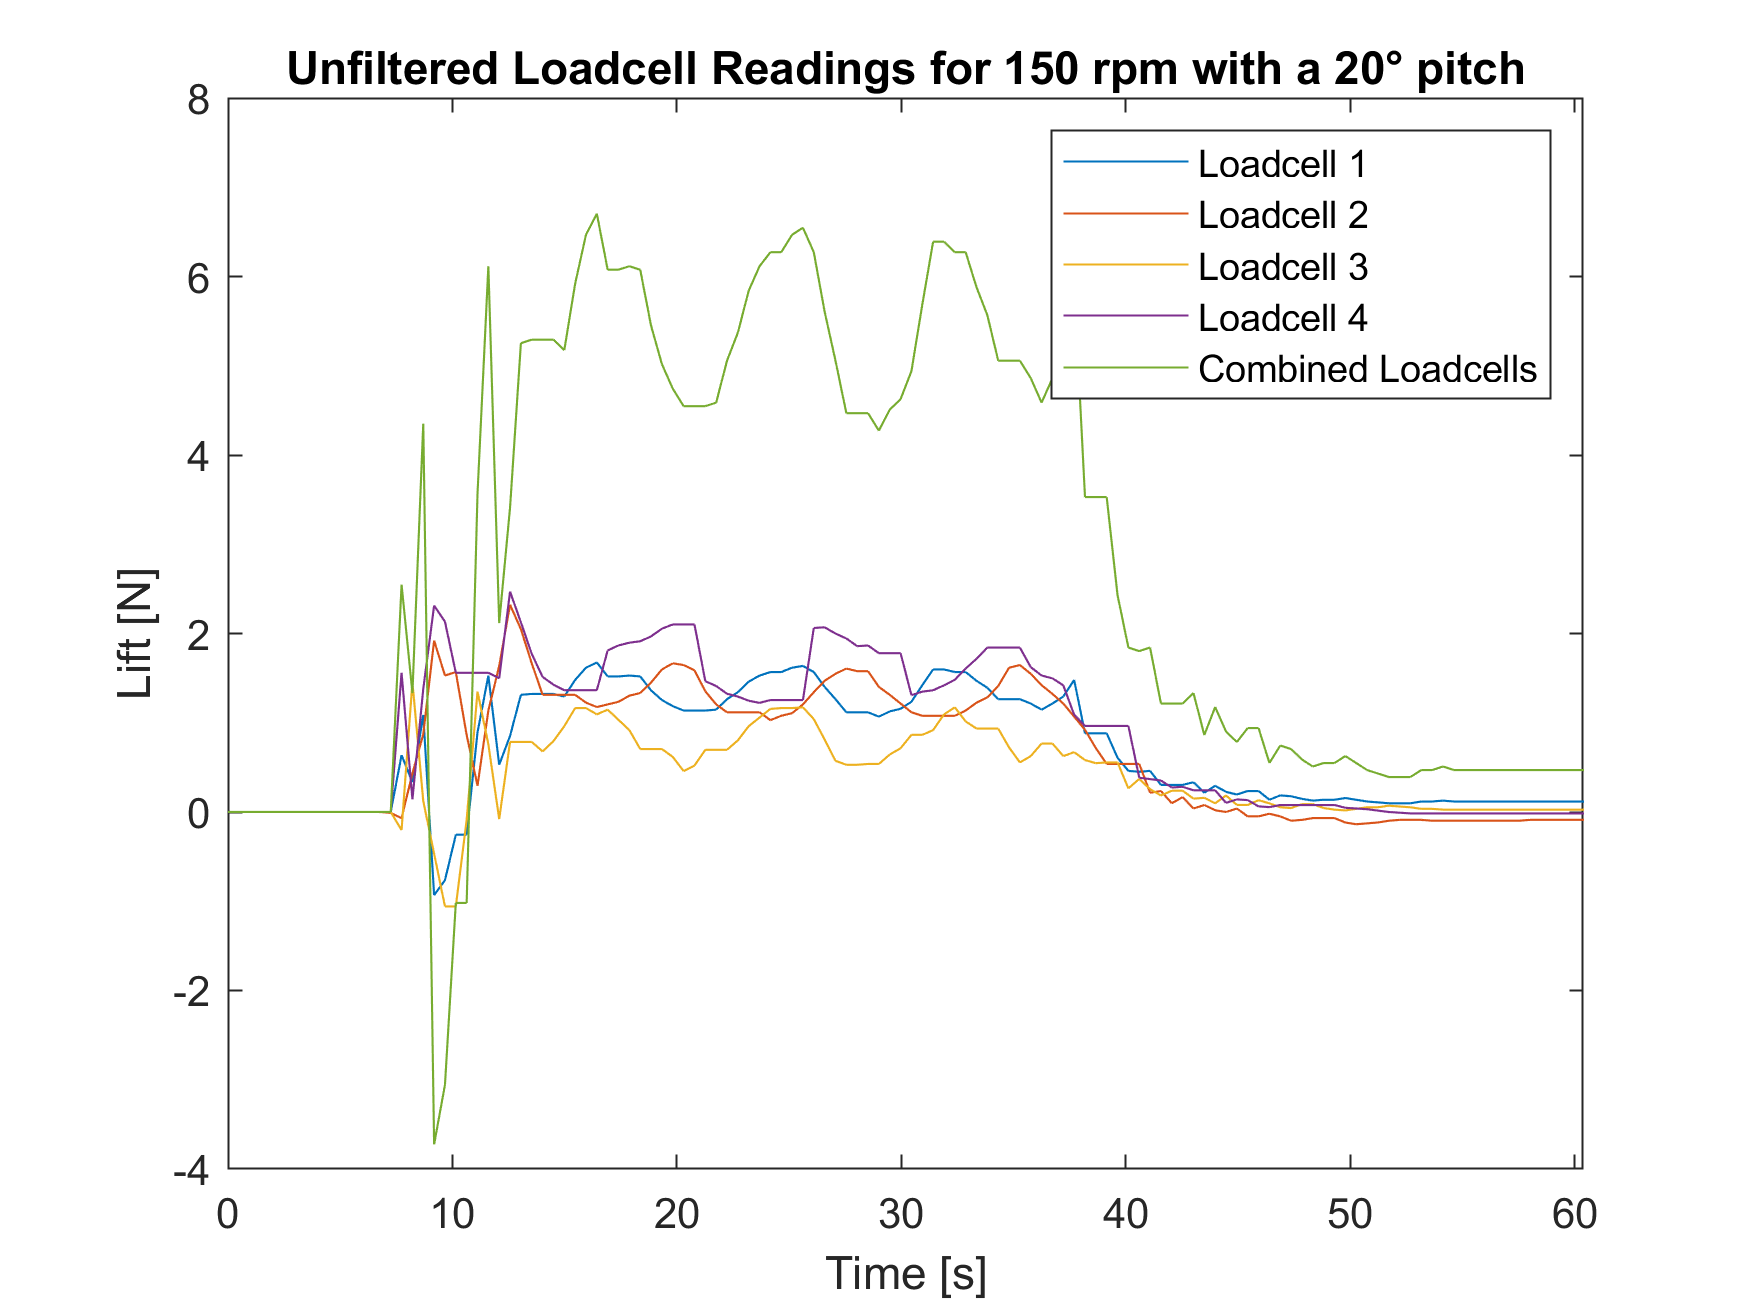 Unfiltered Loadcell Readings for 150 rpm with a 20° pitch
8
6
4
2
0
-2
-4
Lift [N]
Loadcell 1
Loadcell 2
Loadcell 3
Loadcell 4
Combined Loadcells
0 10 20 30 40 50 60
Time [s]